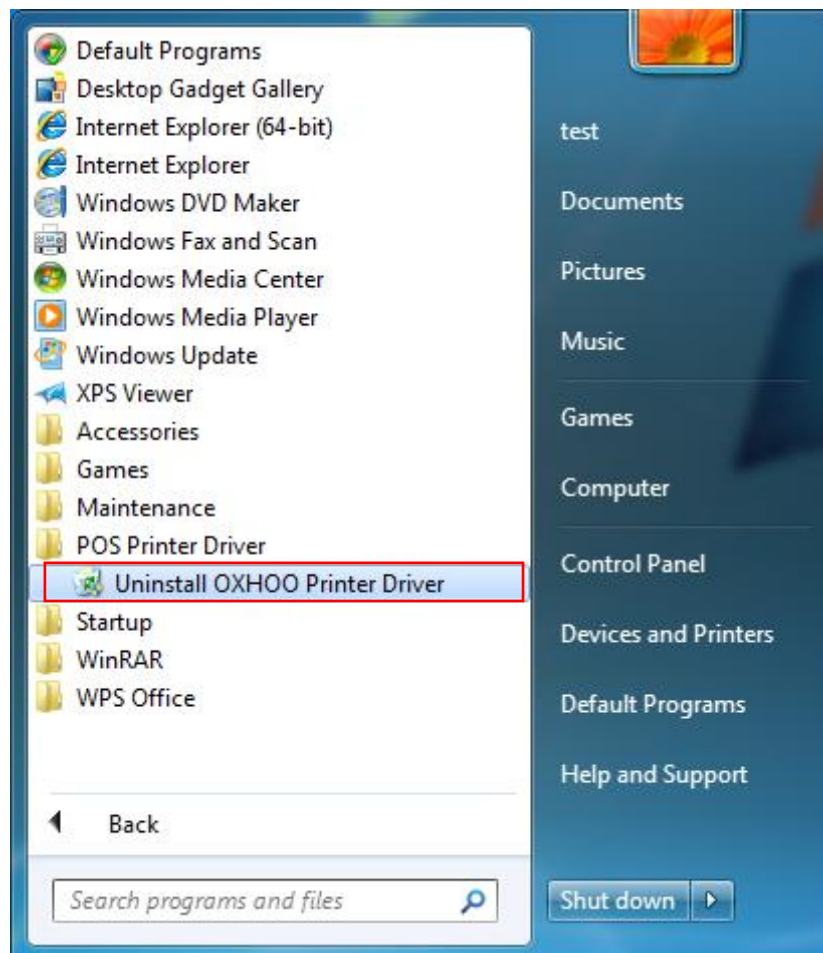 Default Programs
Desktop Gadget Gallery
Internet Explorer (64-bit)
Internet Explorer
Windows DVD Maker
Windows Fax and Scan
Windows Media Center
Windows Media Player
Windows Update
XPS Viewer
Accessories
Games
Maintenance
POS Printer Driver
Uninstall OXHOO Printer Driver
Startup
WinRAR
WPS Office
Back
Search programs and files
test
Documents
Pictures
Music
Games
Computer
Control Panel
Devices and Printers
Default Programs
Help and Support
Shut down